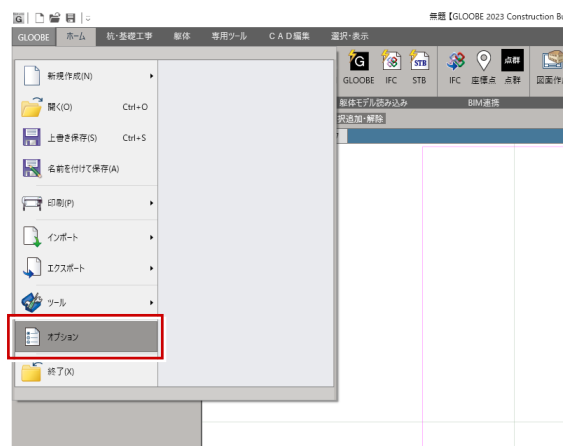 無題 【GLOOBE 2023 Construction
GLOOBE ホーム 杭・基礎工事 躯体 専用ツール CAD編集 選択・表示
新規作成(N)
開く(O) Ctrl+O
上書き保存(S) Ctrl+S
名前を付けて保存(A)
印刷(P)
インポート
エクスポート
ツール
オプション
終了(X)
G STB 点群
GLOOBE IFC STB IFC 座標点 点群 図面作
躯体モデル読み込み BIM連携
択追加・解除